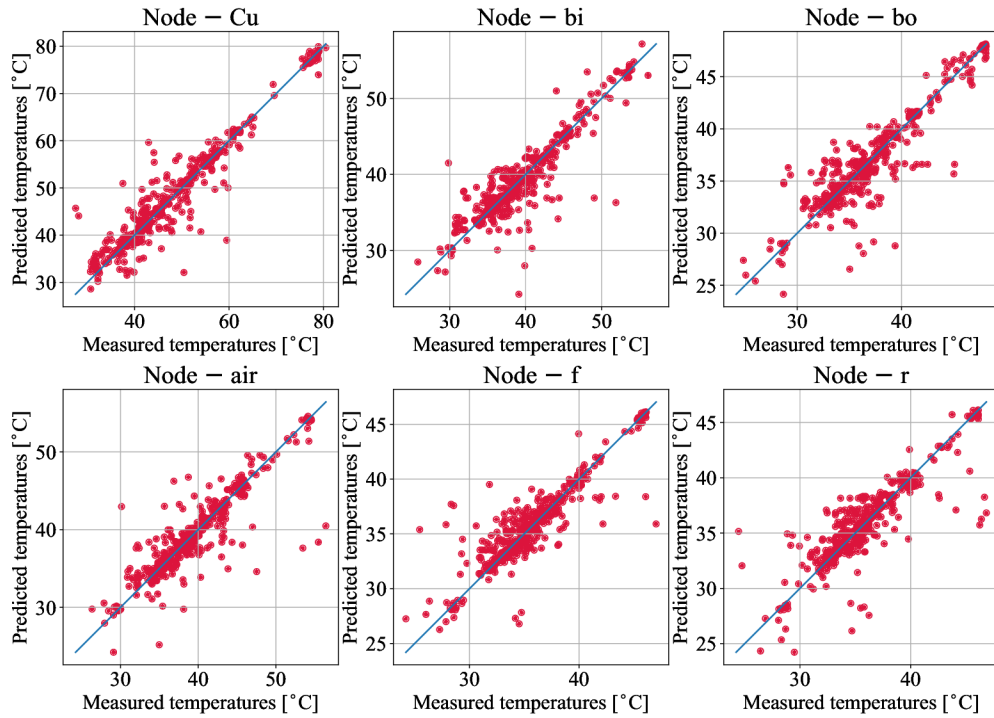 Node − Cu
Node − bi
Node − bo
Predicted temperatures [°C]
80
70
60
50
40
30
40
60
80
Measured temperatures [°C]
Predicted temperatures [°C]
50
40
30
30
40
50
Measured temperatures [°C]
Predicted temperatures [°C]
45
40
35
30
25
30
40
Measured temperatures [°C]
Node − air
Node − f
Node − r
Predicted temperatures [°C]
50
40
30
30
40
50
Measured temperatures [°C]
Predicted temperatures [°C]
45
40
35
30
25
30
40
Measured temperatures [°C]
Predicted temperatures [°C]
45
40
35
30
25
30
40
Measured temperatures [°C]